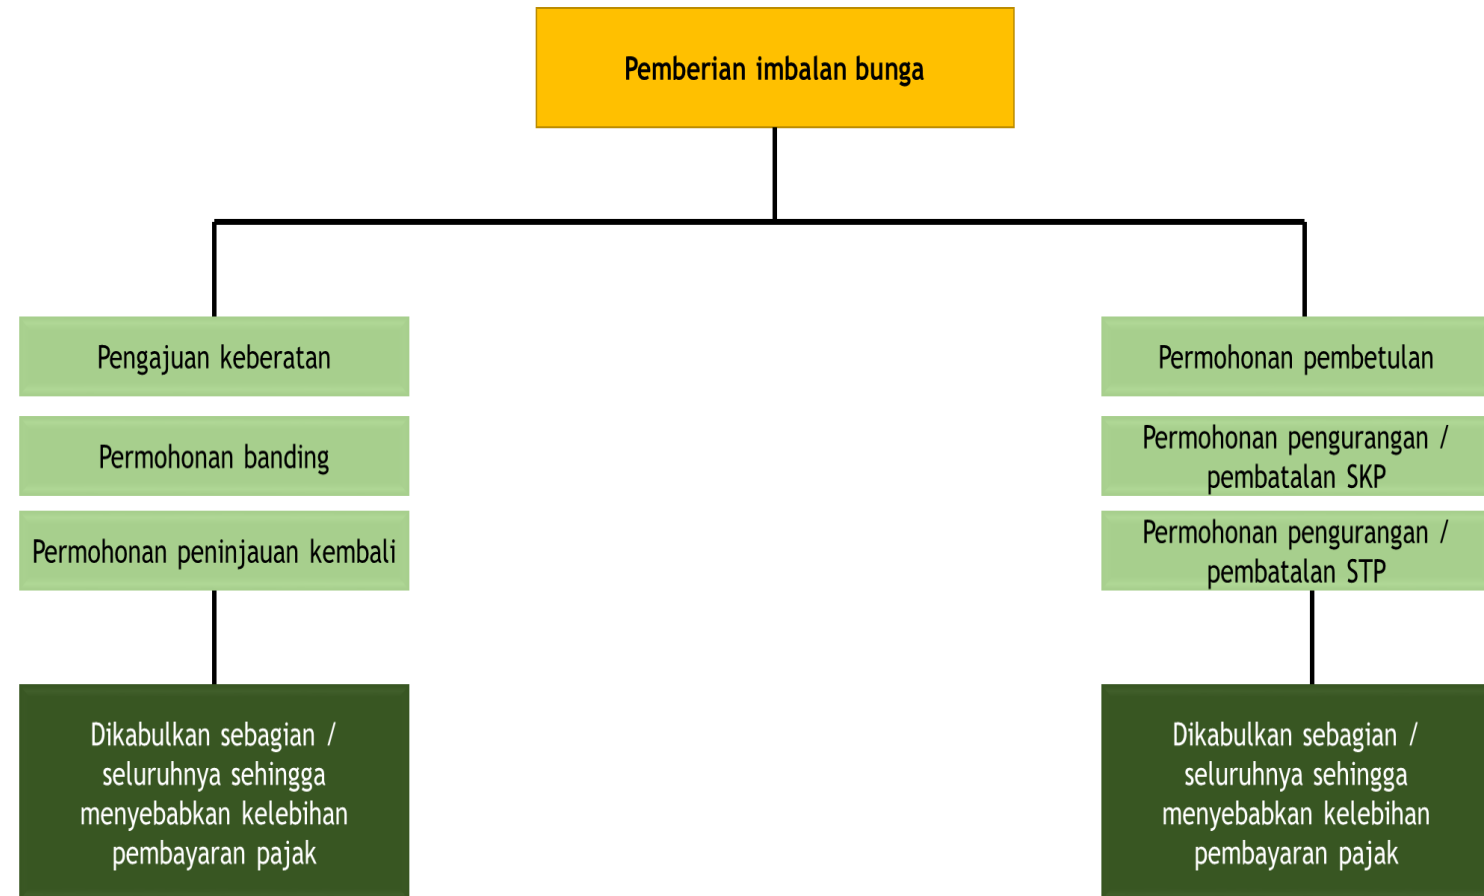 Pemberian imbalan bunga
Pengajuan keberatan
Permohonan banding
Permohonan peninjauan kembali
Dikabulkan sebagian /
seluruhnya sehingga
menyebabkan kelebihan
pembayaran pajak
Permohonan pembetulan
Permohonan pengurangan /
pembatalan SKP
Permohonan pengurangan /
pembatalan STP
Dikabulkan sebagian /
seluruhnya sehingga
menyebabkan kelebihan
pembayaran pajak